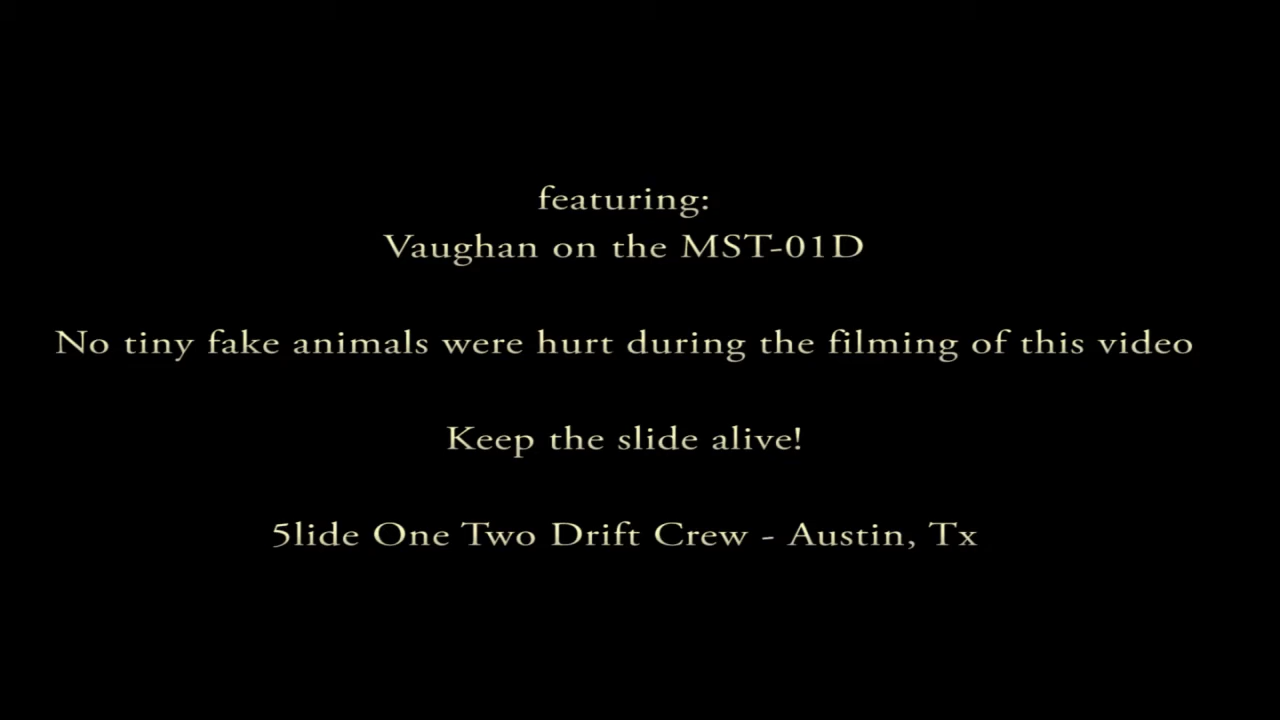 featuring:
Vaughan on the MST-01D
No tiny fake animals were hurt during the filming of this video
Keep the slide alive!
5lide One Two Drift Crew - Austin, Tx